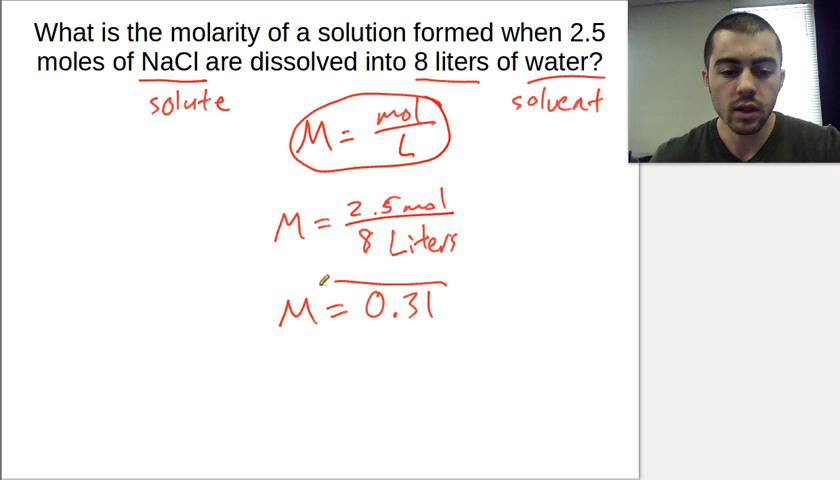 What is the molarity of a solution formed when 2.5
moles of NaCl are dissolved into 8 liters of water?
solute
solvent
M = mol/L
M = 2.5 mol/8 Liters
M = 0.31